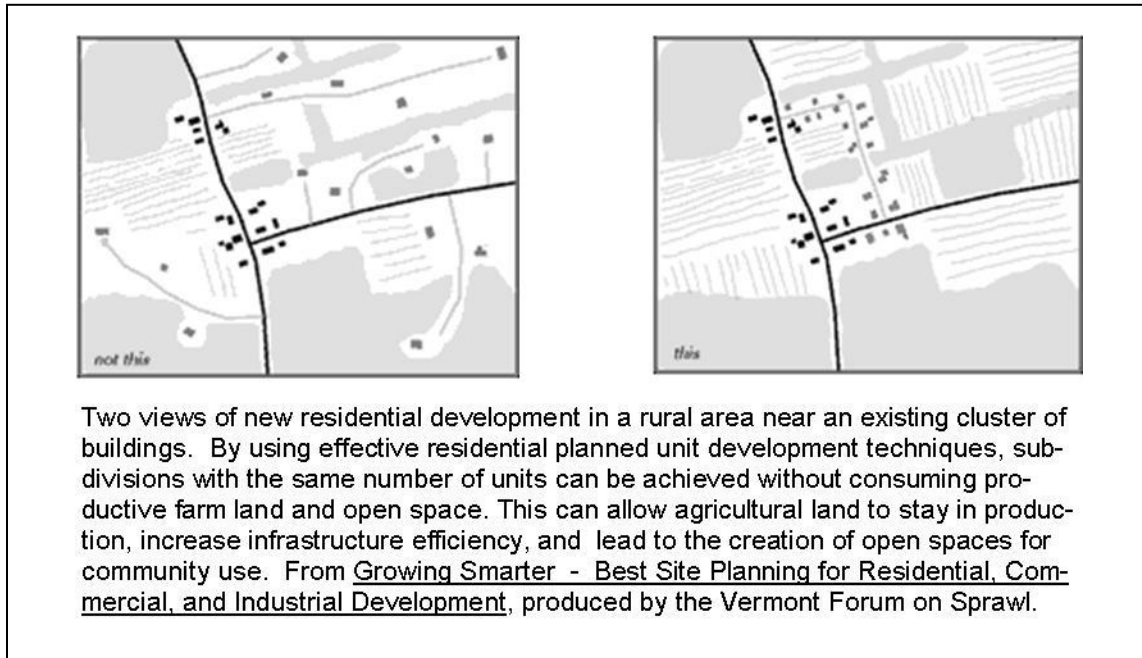 not this
this
Two views of new residential development in a rural area near an existing cluster of
buildings.  By using effective residential planned unit development techniques, sub-
divisions with the same number of units can be achieved without consuming pro-
ductive farm land and open space. This can allow agricultural land to stay in produc-
tion, increase infrastructure efficiency, and  lead to the creation of open spaces for
community use.  From Growing Smarter  -  Best Site Planning for Residential, Com-
mercial, and Industrial Development, produced by the Vermont Forum on Sprawl.